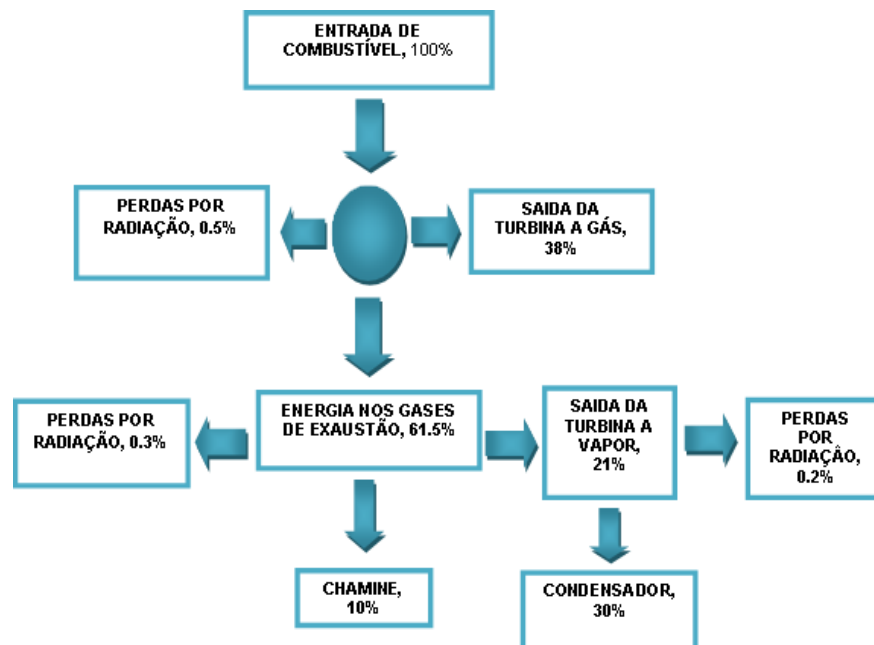 ENTRADA DE
COMBUSTÍVEL, 100%
PERDAS POR
RADIAÇÃO, 0.5%
SAIDA DA
TURBINA A GÁS,
38%
PERDAS POR
RADIAÇÃO, 0.3%
ENERGIA NOS GASES
DE EXAUSTÃO, 61.5%
SAIDA DA
TURBINA A
VAPOR,
21%
PERDAS
POR
RADIAÇÃO,
0.2%
CHAMINE,
10%
CONDENSADOR,
30%